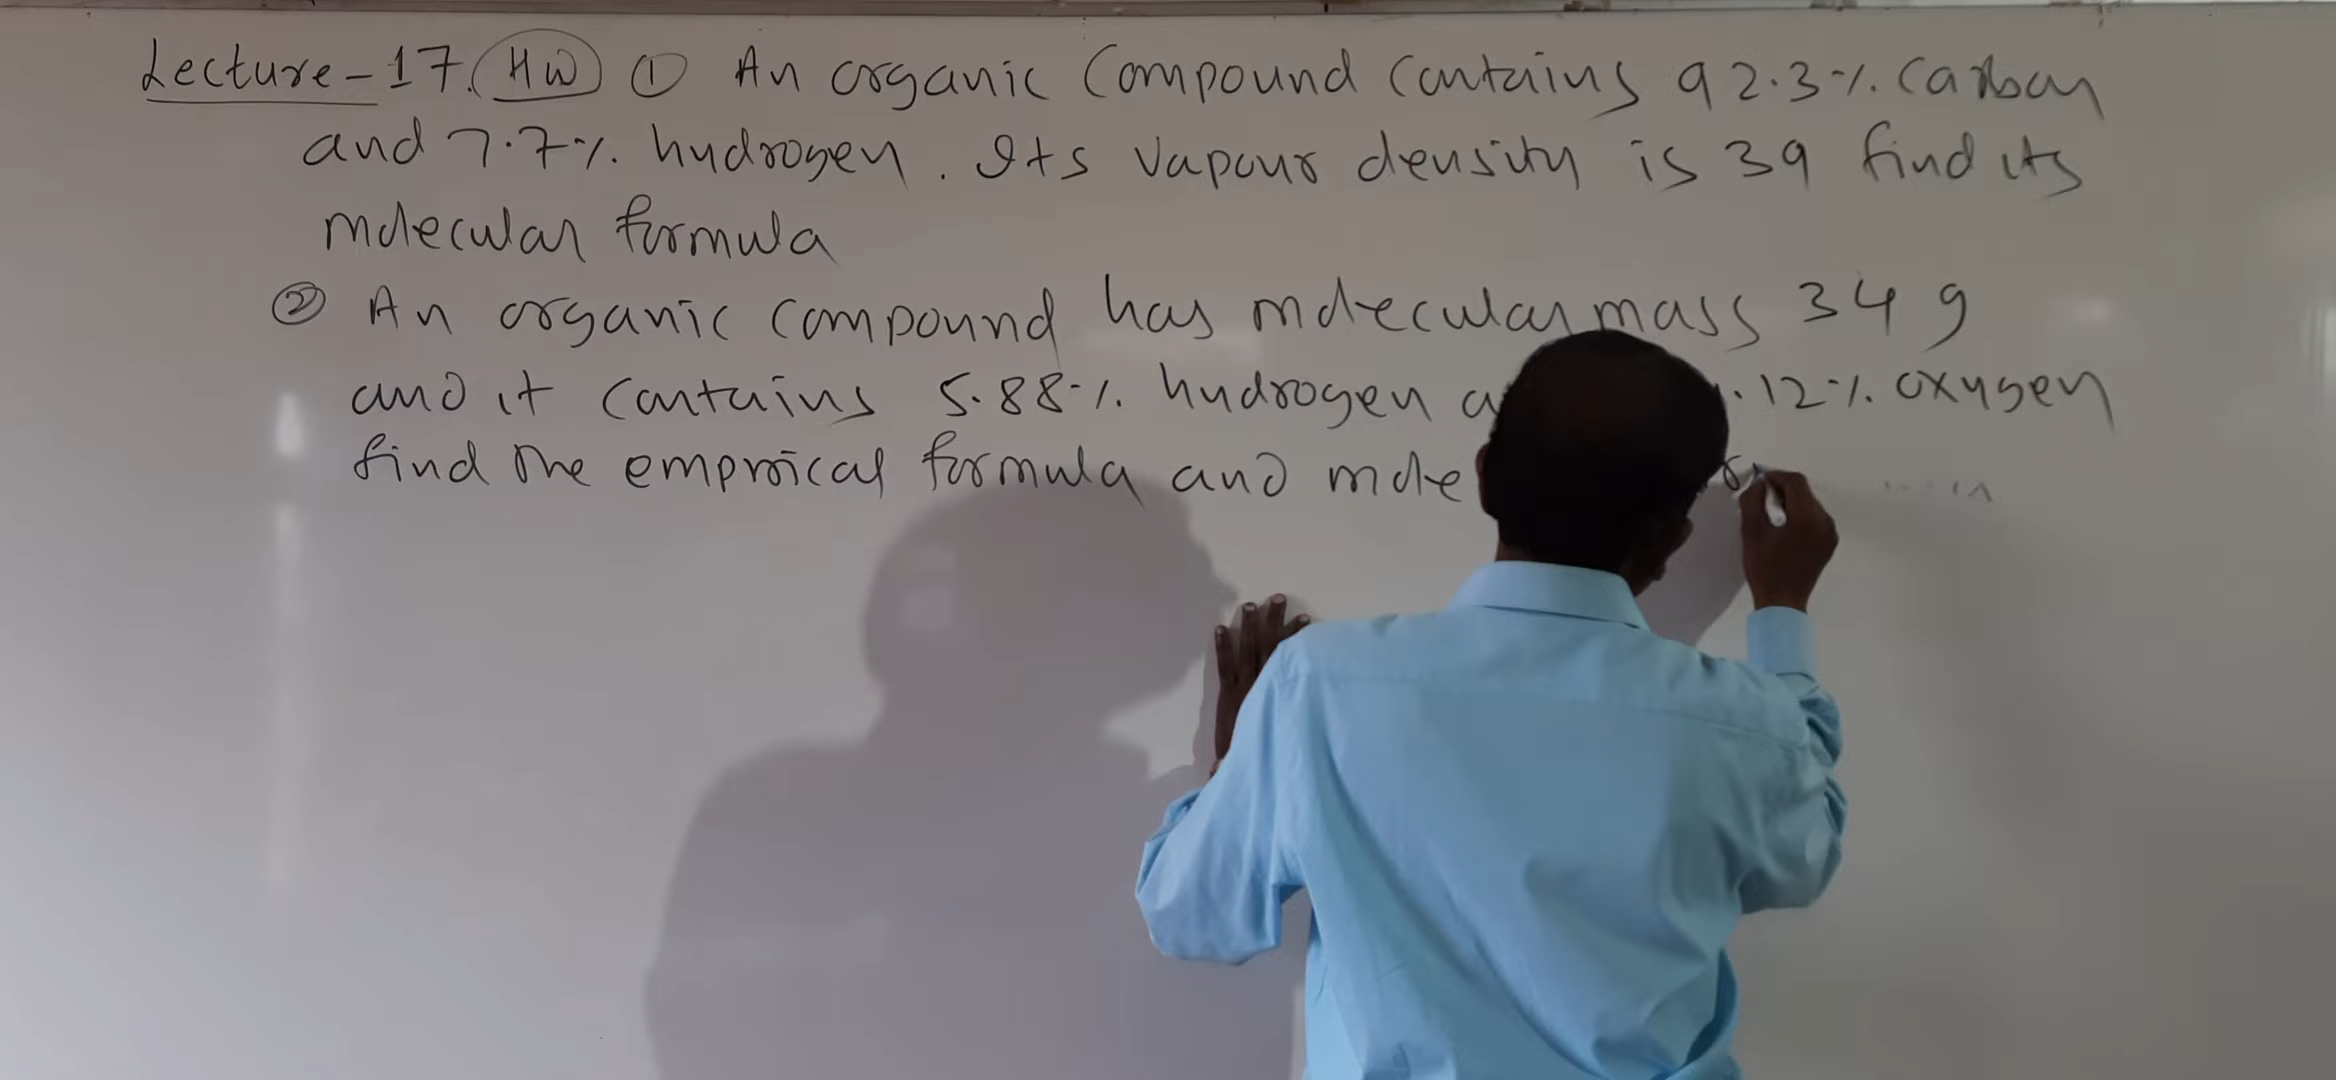 Lecture-17. HW ① An organic compound contains 92.3% carbon
and 7.7% hydrogen. Its vapour density is 39 find its
molecular formula
② An organic compound has molecular mass 34 g
and it contains 5.88% hydrogen .12% oxygen
find the emprical formula and mole